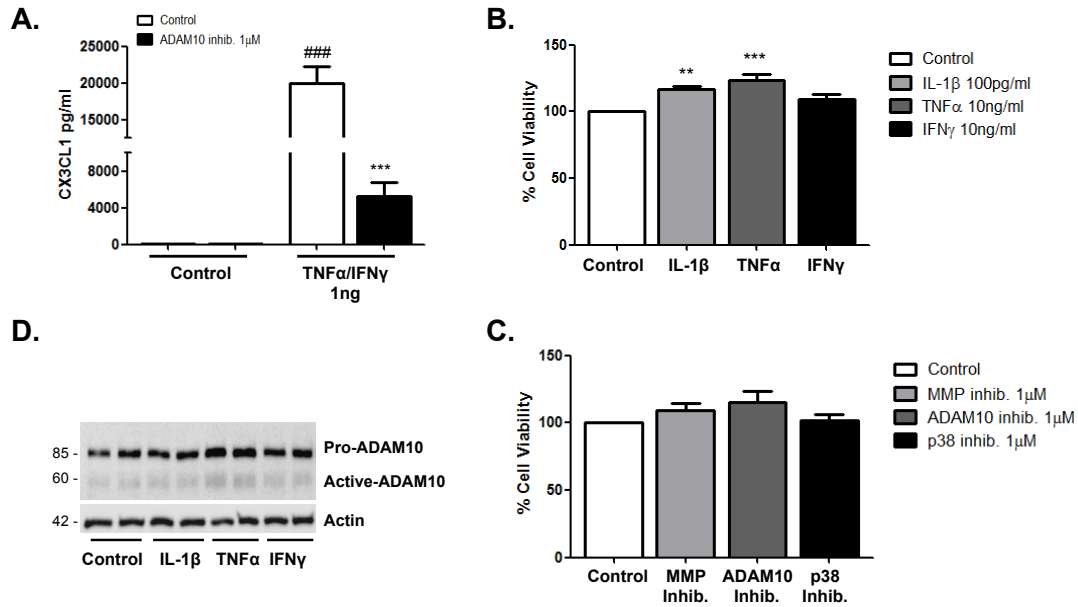 A.
Control
ADAM10 inhib. 1μM
CX3CL1 pg/ml
25000
20000
15000
8000
4000
0
###
***
Control
TNFα/IFNγ
1ng
B.
% Cell Viability
150
100
50
0
**
***
Control
IL-1β
TNFα
IFNγ
Control
IL-1β 100pg/ml
TNFα 10ng/ml
IFNγ 10ng/ml
D.
85 -
60 -
42 -
Pro-ADAM10
Active-ADAM10
Actin
Control
IL-1β
TNFα
IFNγ
C.
% Cell Viability
150
100
50
0
Control
MMP
Inhib.
ADAM10
Inhib.
p38
Inhib.
Control
MMP inhib. 1μM
ADAM10 inhib. 1μM
p38 inhib. 1μM